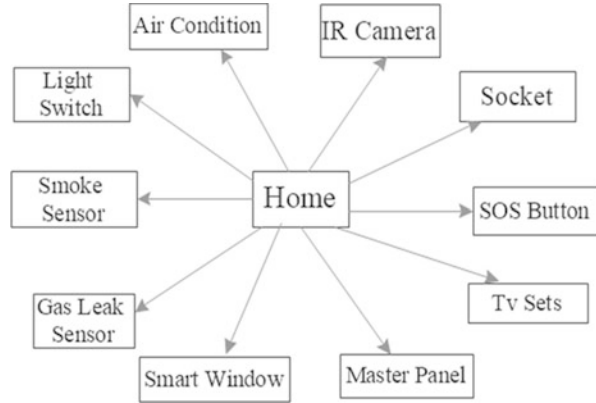 Air Condition
IR Camera
Light
Switch
Socket
Smoke
Sensor
Home
SOS Button
Gas Leak
Sensor
Tv Sets
Smart Window
Master Panel